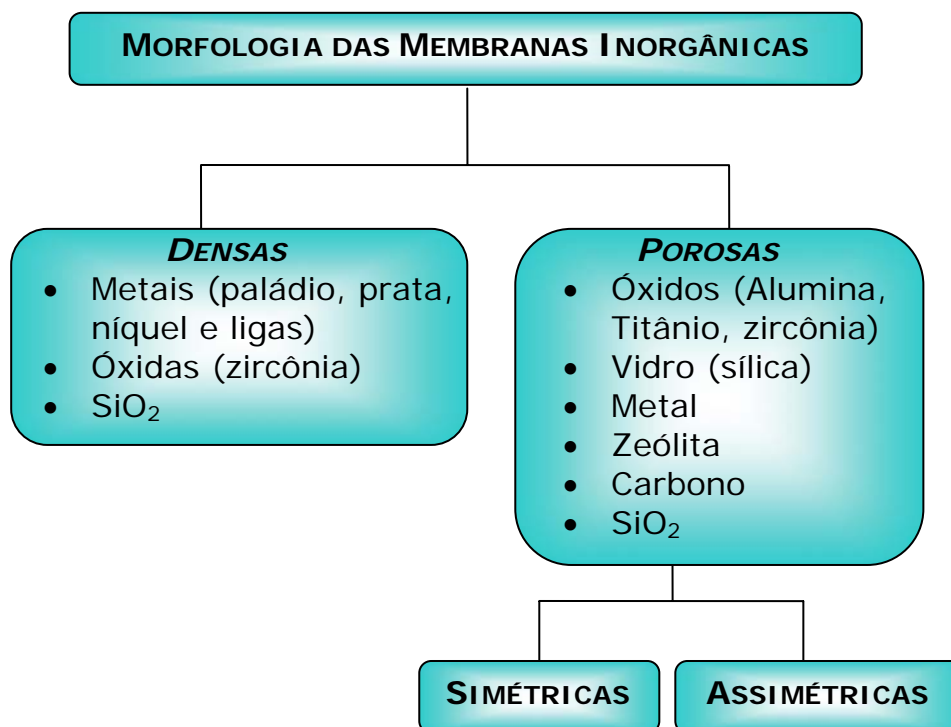 MORFOLOGIA DAS MEMBRANAS INORGÂNICAS
DENSAS
• Metais (paládio, prata,
níquel e ligas)
• Óxidas (zircônia)
• SiO₂
POROSAS
• Óxidos (Alumina,
Titânio, zircônia)
• Vidro (sílica)
• Metal
• Zeólita
• Carbono
• SiO₂
SIMÉTRICAS
ASSIMÉTRICAS